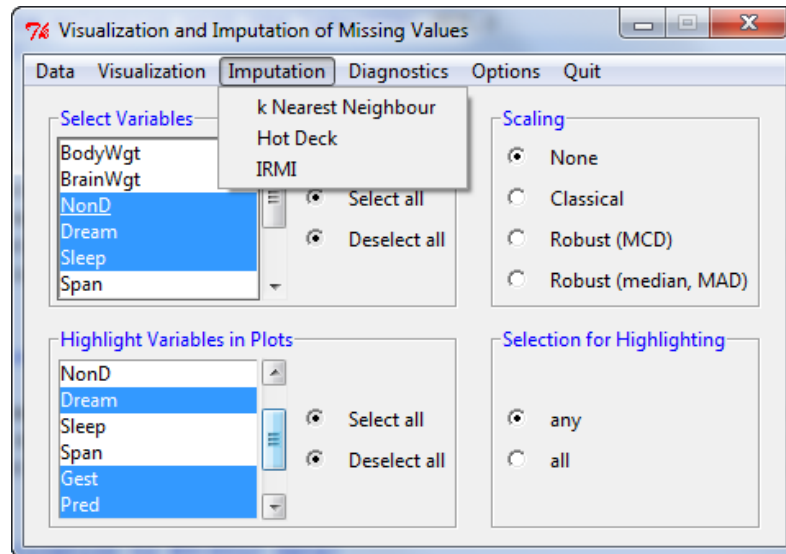 Visualization and Imputation of Missing Values
Data Visualization Imputation Diagnostics Options Quit
k Nearest Neighbour
Hot Deck
IRMI
Select Variables
BodyWgt
BrainWgt
NonD
Dream
Sleep
Span
Select all
Deselect all
Scaling
None
Classical
Robust (MCD)
Robust (median, MAD)
Highlight Variables in Plots
NonD
Dream
Sleep
Span
Gest
Pred
Select all
Deselect all
Selection for Highlighting
any
all